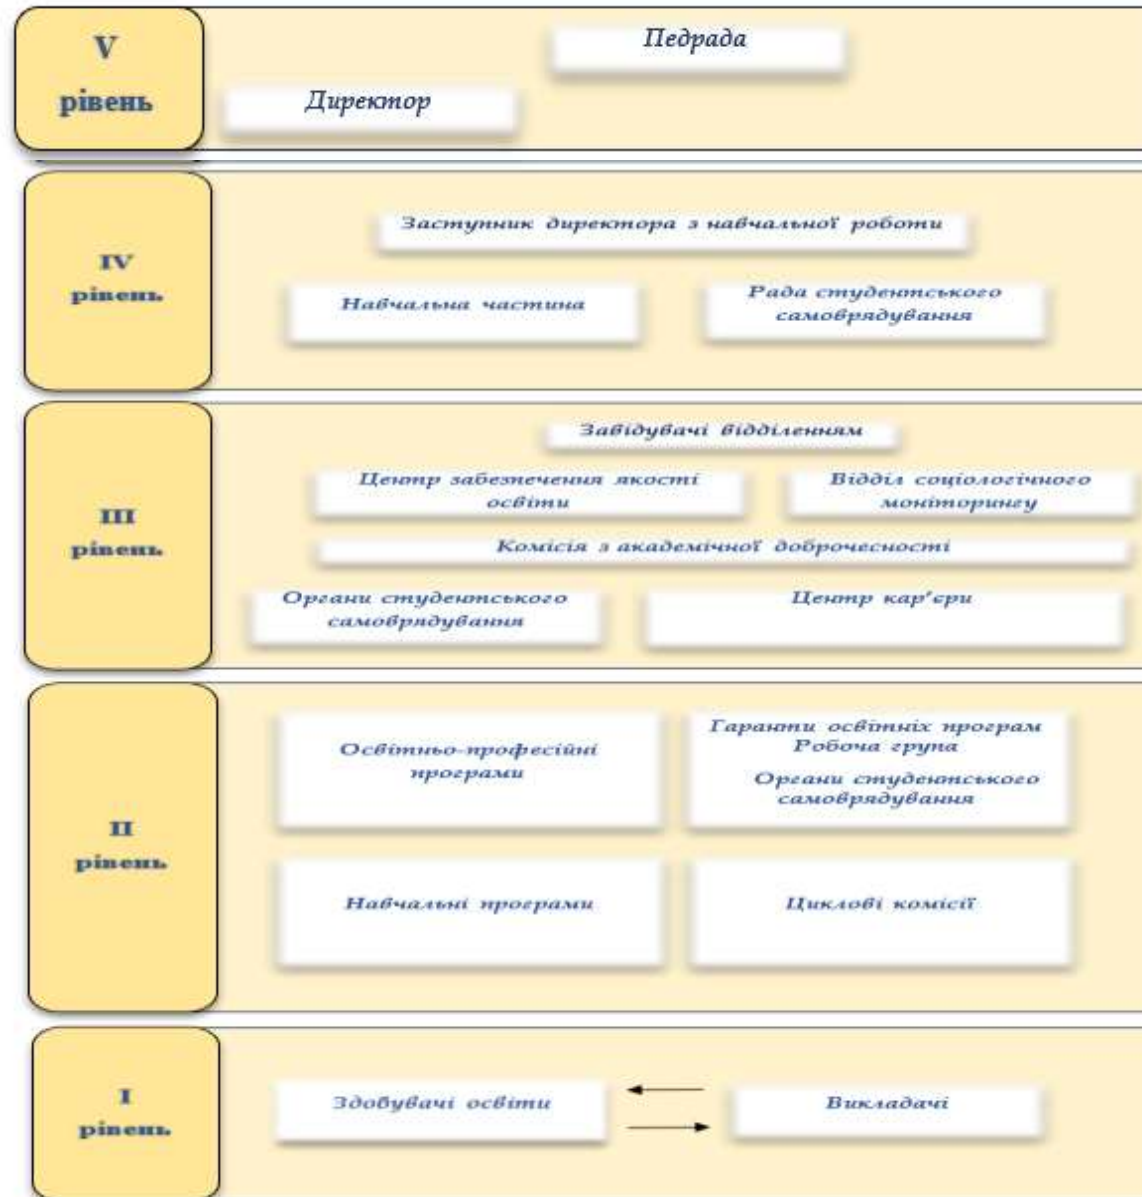 V
рівень
Педрада
Директор
IV
рівень
Заступник директора з навчальної роботи
Навчальна частина
Рада студентського
самоврядування
III
рівень
Завідувачі відділенням
Центр забезпечення якості
освіти
Відділ соціологічного
моніторингу
Комісія з академічної доброчесності
Органи студентського
самоврядування
Центр кар'єри
II
рівень
Освітньо-професійні
програми
Гаранти освітніх програм
Робоча група
Органи студентського
самоврядування
Навчальні програми
Циклові комісії
I
рівень
Здобувачі освіти
Викладачі